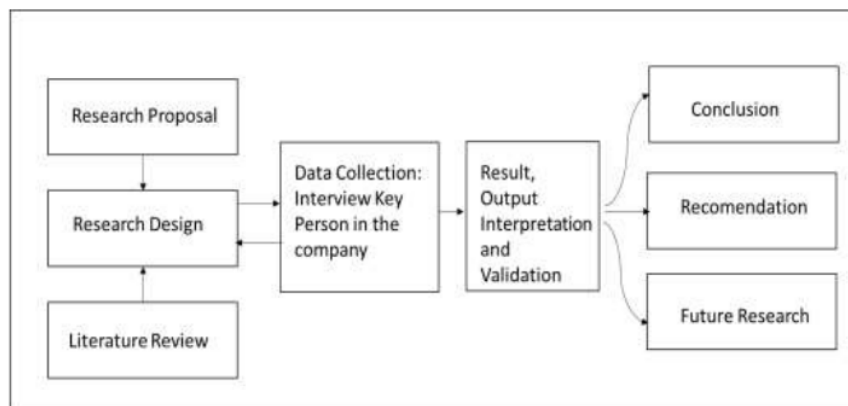 Research Proposal
Research Design
Literature Review
Data Collection:
Interview Key
Person in the
company
Result,
Output
Interpretation
and
Validation
Conclusion
Recomendation
Future Research